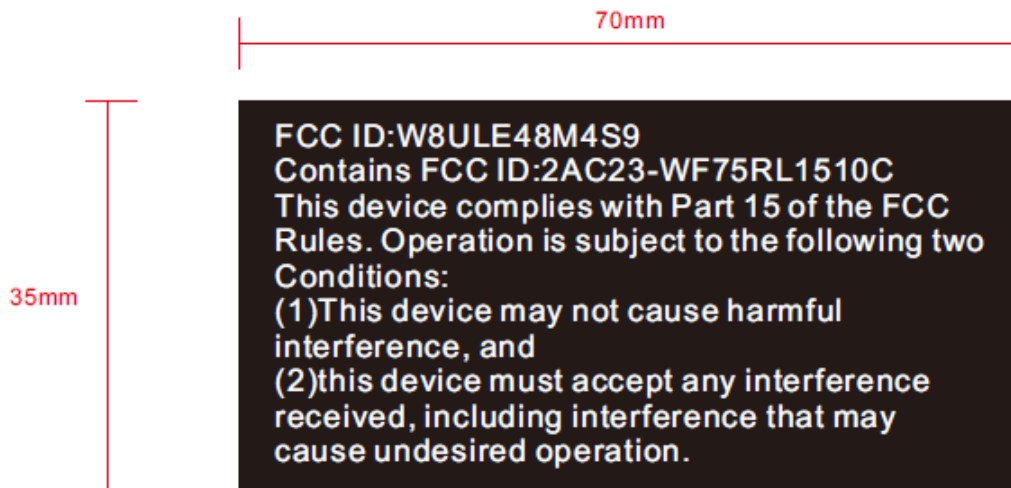 70mm
FCC ID:W8ULE48M4S9
Contains FCC ID:2AC23-WF75RL1510C
This device complies with Part 15 of the FCC
Rules. Operation is subject to the following two
Conditions:
35mm
(1)This device may not cause harmful
interference, and
(2)this device must accept any interference
received, including interference that may
cause undesired operation.